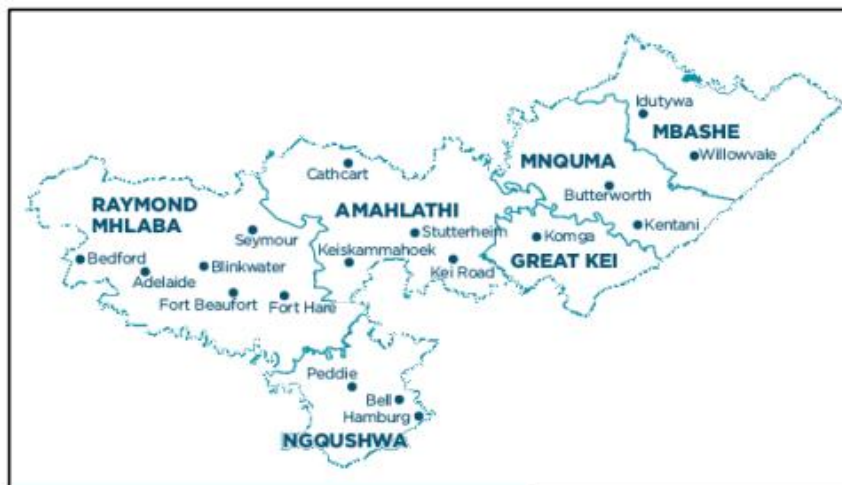 Idutywa
MBASHE
Willowvale
MNQUMA
Butterworth
Kentani
Cathcart
AMAHLATHI
Stutterheim
Keiskammahoek
Kei Road
Komga
GREAT KEI
RAYMOND
MHLABA
Seymour
Bedford
Adelaide
Blinkwater
Fort Beaufort
Fort Hare
Peddie
Bell
Hamburg
NGQUSHWA